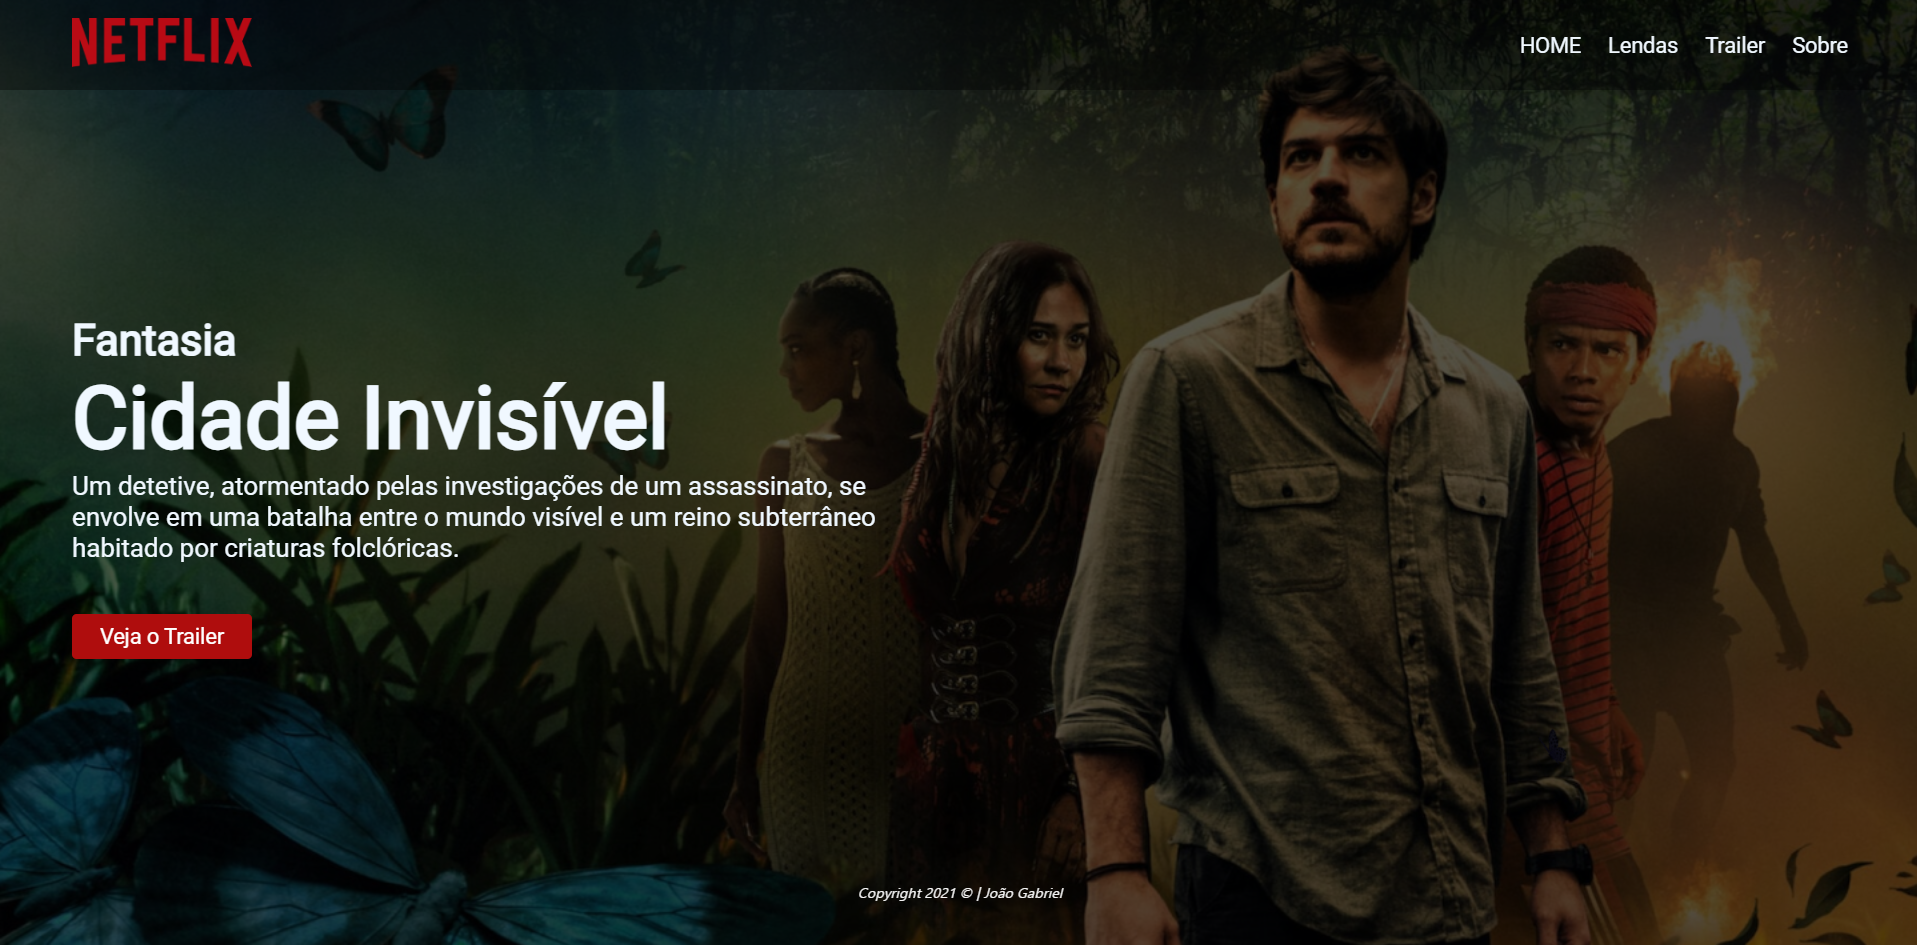 NETFLIX
HOME Lendas Trailer Sobre
Fantasia
Cidade Invisível
Um detetive, atormentado pelas investigações de um assassinato, se
envolve em uma batalha entre o mundo visível e um reino subterrâneo
habitado por criaturas folclóricas.
Veja o Trailer
Copyright 2021 © | João Gabriel